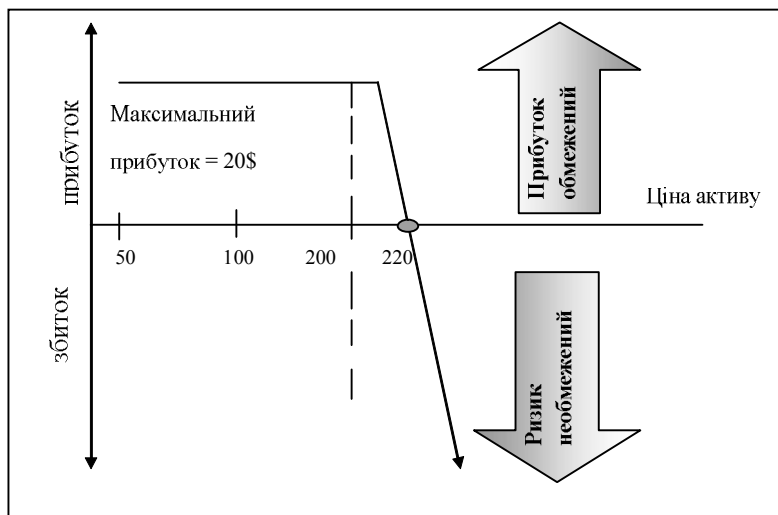 прибуток
Максимальний
прибуток = 20$
Прибуток
обмежений
Ціна активу
50
100
200
220
збиток
Ризик
необмежений